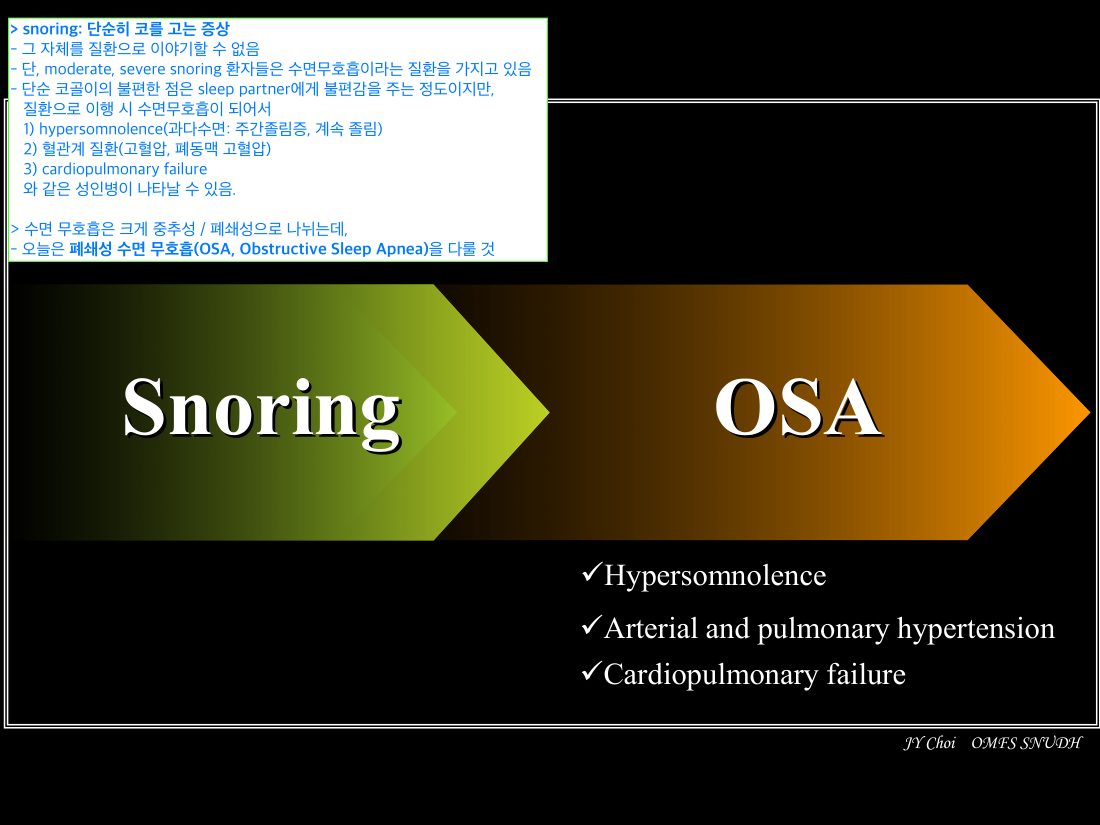 > snoring: 단순히 코를 고는 증상
- 그 자체를 질환으로 이야기할 수 없음
- 단, moderate, severe snoring 환자들은 수면무호흡이라는 질환을 가지고 있음
- 단순 코골이의 불편한 점은 sleep partner에게 불편감을 주는 정도이지만,
질환으로 이행 시 수면무호흡이 되어서
1) hypersomnolence(과다수면: 주간졸림증, 계속 졸림)
2) 혈관계 질환(고혈압, 폐동맥 고혈압)
3) cardiopulmonary failure
와 같은 성인병이 나타날 수 있음.
> 수면 무호흡은 크게 중추성 / 폐쇄성으로 나뉘는데,
- 오늘은 폐쇄성 수면 무호흡(OSA, Obstructive Sleep Apnea)을 다룰 것
Snoring
OSA
✓Hypersomnolence
✓Arterial and pulmonary hypertension
✓Cardiopulmonary failure
JY Choi OMFS SNUDH